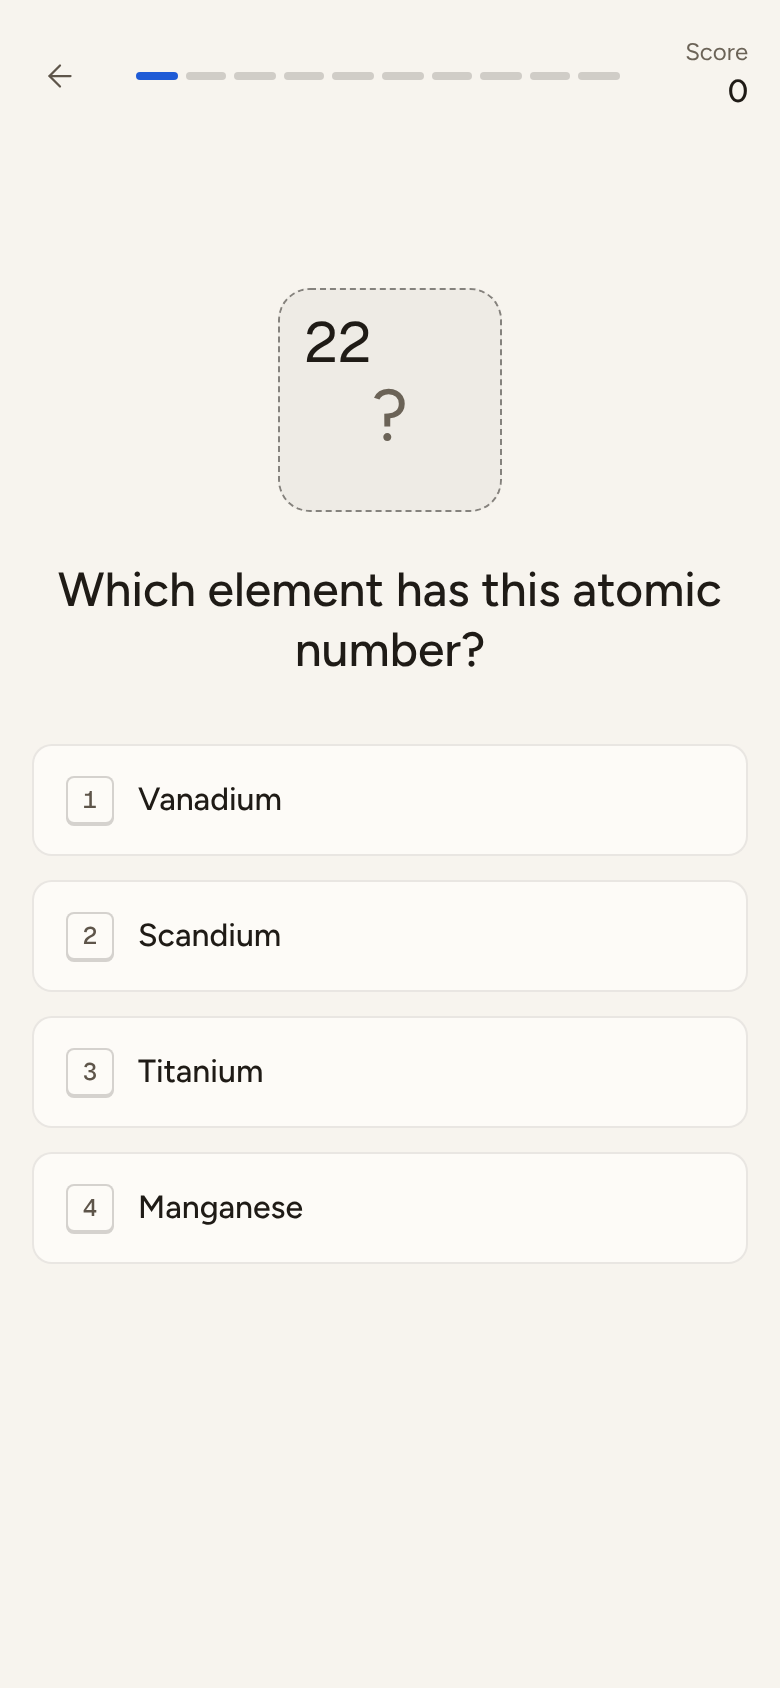 Score
0
22
?
Which element has this atomic
number?
1 Vanadium
2 Scandium
3 Titanium
4 Manganese